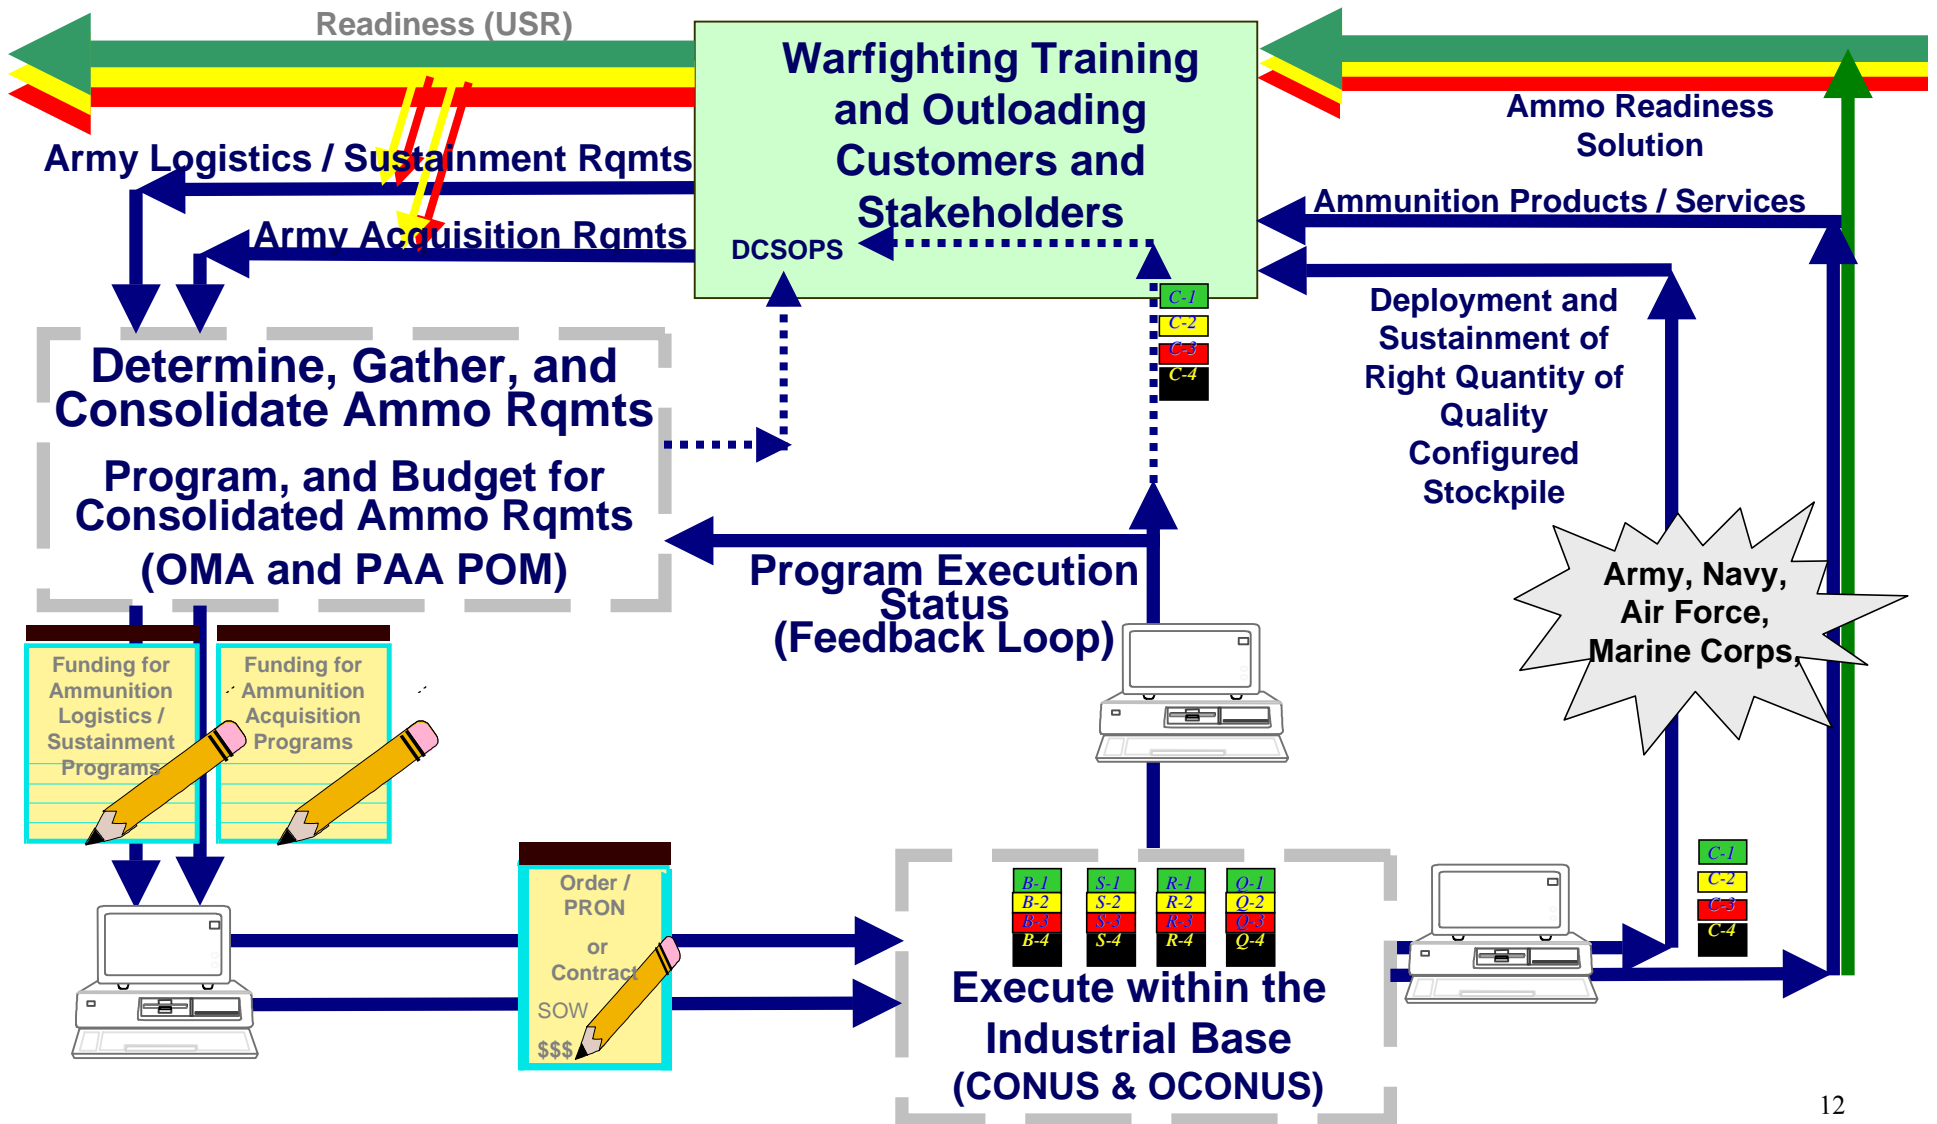 Readiness (USR)
Warfighting Training
and Outloading
Customers and
Stakeholders
DCSOPS
Ammo Readiness
Solution
Army Logistics / Sustainment Rqmts
Army Acquisition Rqmts
Ammunition Products / Services
C-1
C-2
C-3
C-4
Deployment and
Sustainment of
Right Quantity of
Quality
Configured
Stockpile
Determine, Gather, and
Consolidate Ammo Rqmts
Program, and Budget for
Consolidated Ammo Rqmts
(OMA and PAA POM)
Program Execution
Status
(Feedback Loop)
Army, Navy,
Air Force,
Marine Corps,
Funding for
Ammunition
Logistics /
Sustainment
Programs
Funding for
Ammunition
Acquisition
Programs
Order /
PRON
or
Contract
SOW
$$$
B-1
B-2
B-3
B-4
S-1
S-2
S-3
S-4
R-1
R-2
R-3
R-4
Q-1
Q-2
Q-3
Q-4
Execute within the
Industrial Base
(CONUS & OCONUS)
C-1
C-2
C-3
C-4
12